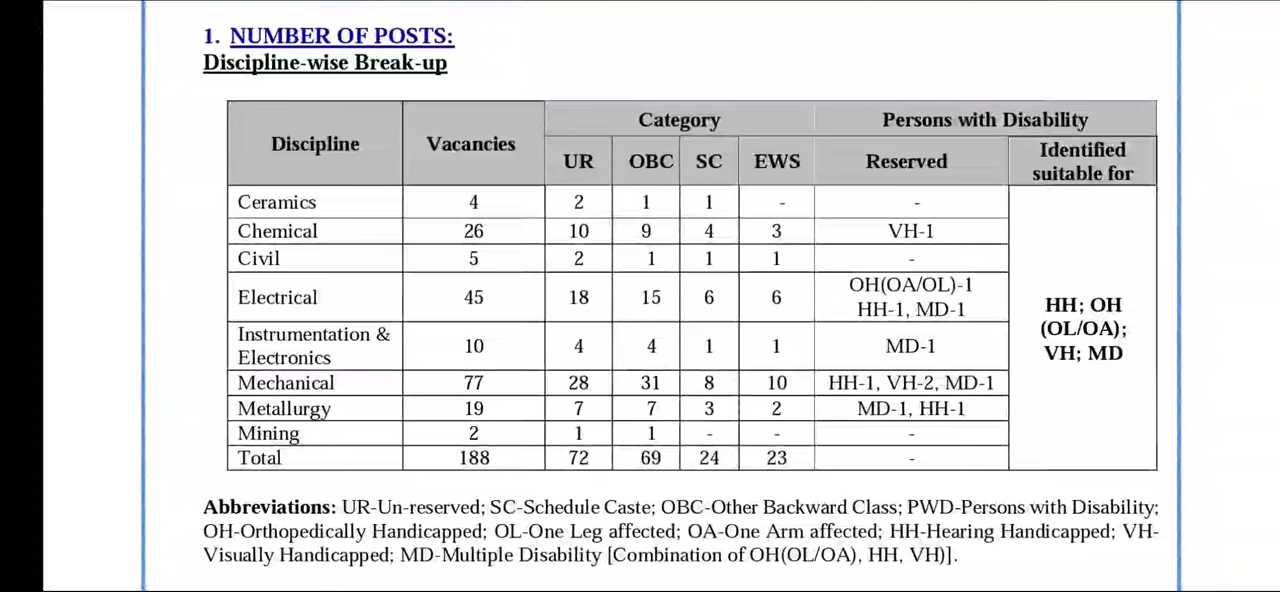 1. NUMBER OF POSTS:
Discipline-wise Break-up
Discipline Vacancies Category Persons with Disability
UR OBC SC EWS Reserved Identified suitable for
Ceramics 4 2 1 1 - -
Chemical 26 10 9 4 3 VH-1
Civil 5 2 1 1 1 -
Electrical 45 18 15 6 6 OH(OA/OL)-1
HH-1, MD-1
Instrumentation &
Electronics 10 4 4 1 1 MD-1
Mechanical 77 28 31 8 10 HH-1, VH-2, MD-1
Metallurgy 19 7 7 3 2 MD-1, HH-1
Mining 2 1 1 - - -
Total 188 72 69 24 23 -
HH; OH
(OL/OA);
VH; MD
Abbreviations: UR-Un-reserved; SC-Schedule Caste; OBC-Other Backward Class; PWD-Persons with Disability;
OH-Orthopedically Handicapped; OL-One Leg affected; OA-One Arm affected; HH-Hearing Handicapped; VH-
Visually Handicapped; MD-Multiple Disability [Combination of OH(OL/OA), HH, VH)].